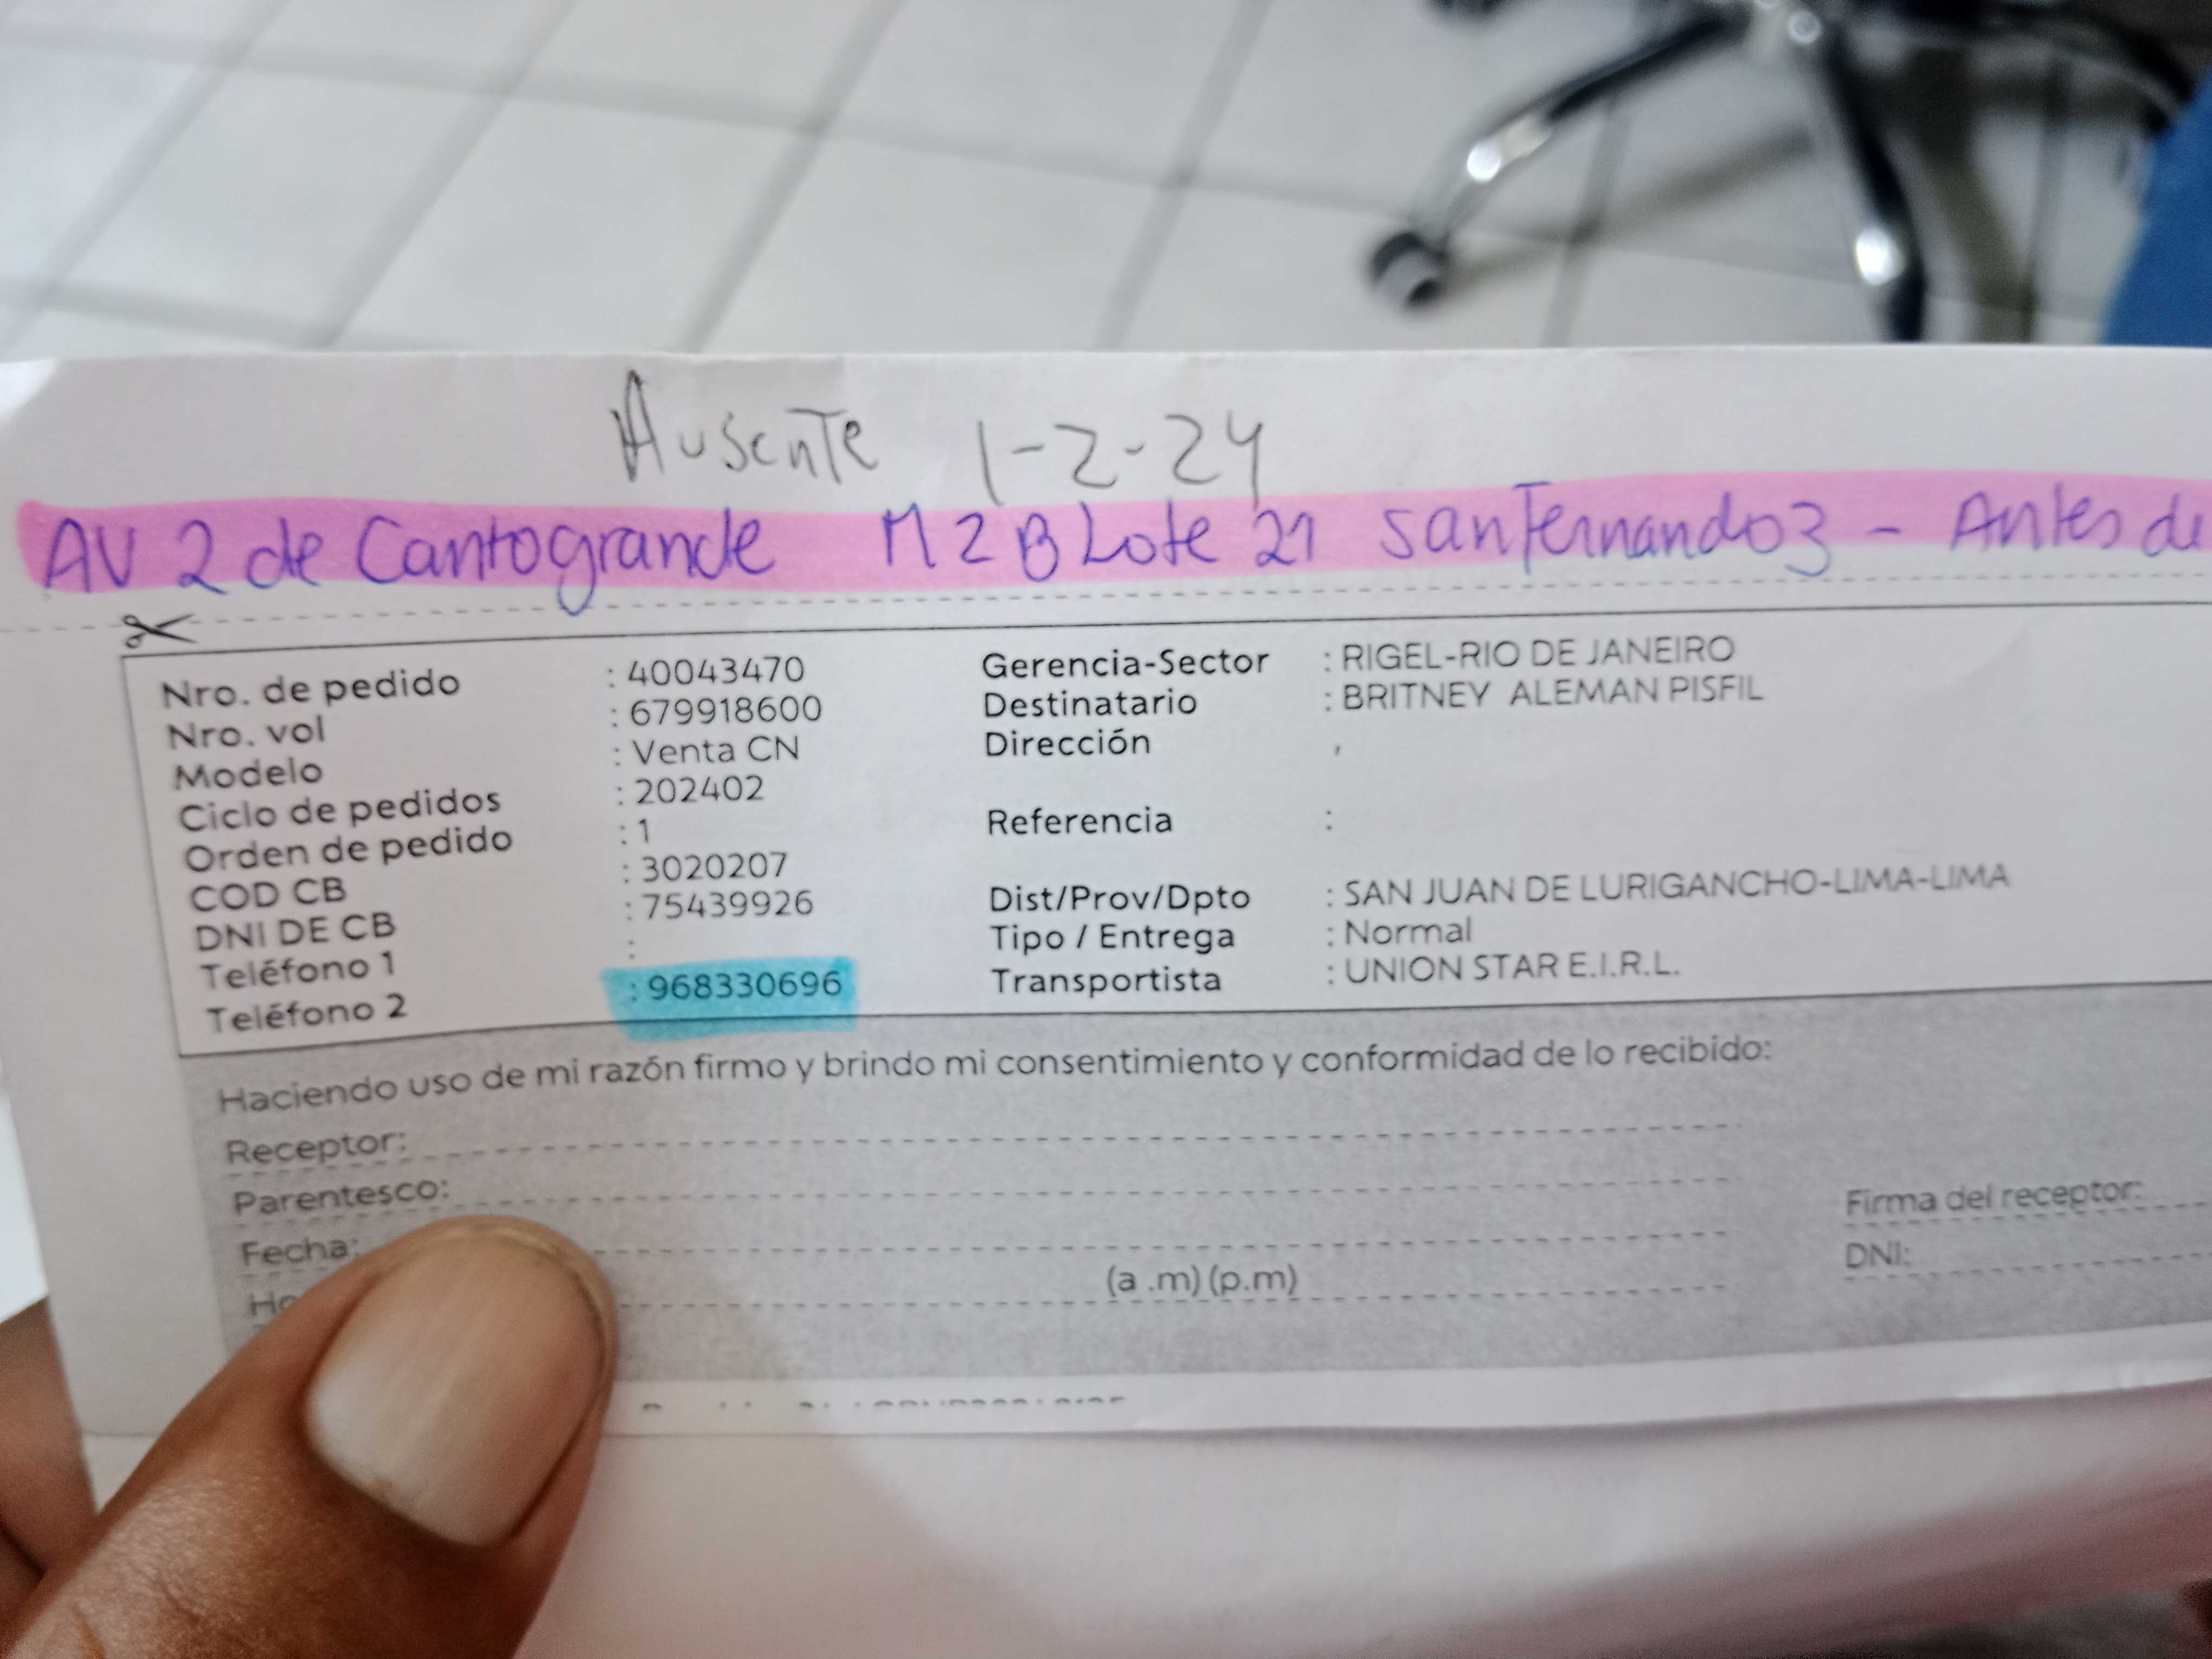 Ausente 1-2-24
AV 2 de Cantogrande MZ B Lote 21 San Fernando 3 - Antes de
Nro. de pedido : 40043470 Gerencia-Sector : RIGEL-RIO DE JANEIRO
Nro. vol : 679918600 Destinatario : BRITNEY ALEMAN PISFIL
Modelo : Venta CN Dirección ,
Ciclo de pedidos : 202402
Orden de pedido : 1 Referencia :
COD CB : 3020207
DNI DE CB : 75439926 Dist/Prov/Dpto : SAN JUAN DE LURIGANCHO-LIMA-LIMA
Teléfono 1 : Tipo / Entrega : Normal
Teléfono 2 : 968330696 Transportista : UNION STAR E.I.R.L.
Haciendo uso de mi razón firmo y brindo mi consentimiento y conformidad de lo recibido:
Receptor:
Parentesco: Firma del receptor:
Fecha: DNI:
(a .m) (p.m)